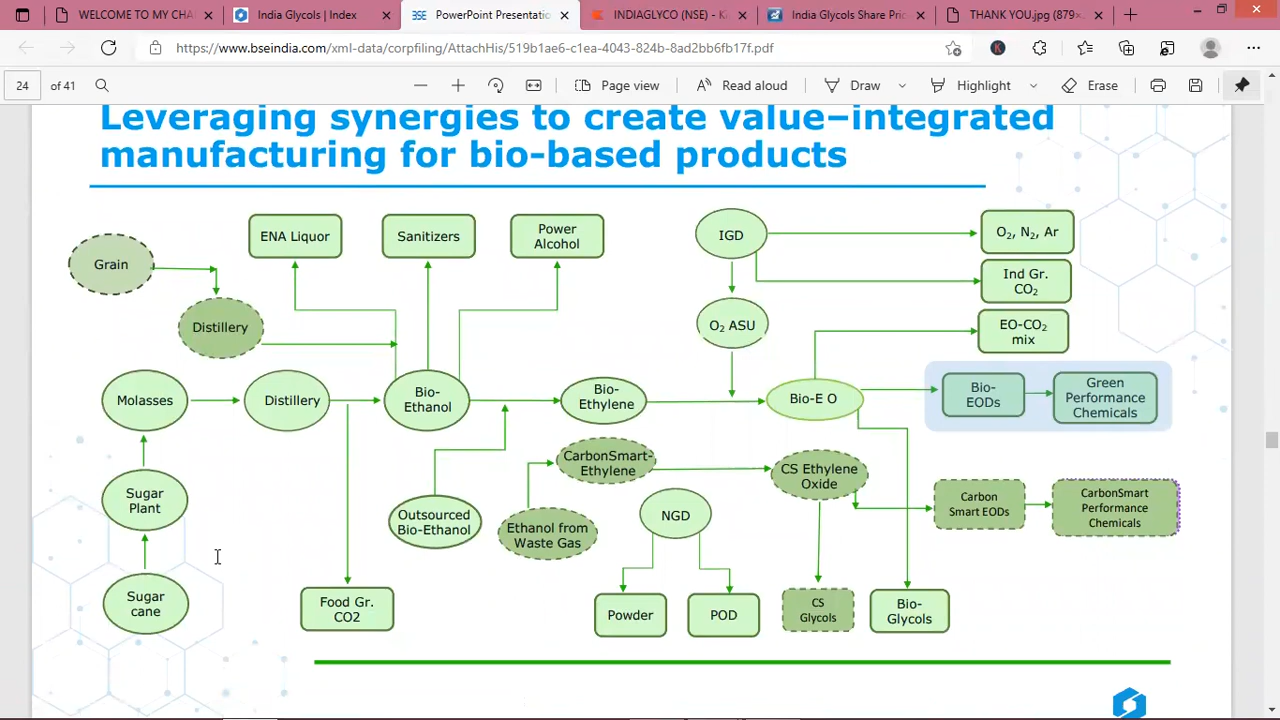 WELCOME TO MY CHA
India Glycols | Index
PowerPoint Presentatio
INDIAGLYCO (NSE) - Ka
India Glycols Share Pric
THANK YOU.jpg (879×
https://www.bseindia.com/xml-data/corpfiling/AttachHis/519b1ae6-c1ea-4043-824b-8ad2bb6fb17f.pdf
24 of 41
Page view
Read aloud
Draw
Highlight
Erase
Leveraging synergies to create value–integrated
manufacturing for bio-based products
Grain
ENA Liquor
Sanitizers
Power
Alcohol
IGD
O2, N2, Ar
Ind Gr.
CO2
Distillery
O2 ASU
EO-CO2
mix
Molasses
Distillery
Bio-
Ethanol
Bio-
Ethylene
Bio-E O
Bio-
EODs
Green
Performance
Chemicals
CarbonSmart-
Ethylene
CS Ethylene
Oxide
Sugar
Plant
Outsourced
Bio-Ethanol
Ethanol from
Waste Gas
NGD
Carbon
Smart EODs
CarbonSmart
Performance
Chemicals
Sugar
cane
Food Gr.
CO2
Powder
POD
CS
Glycols
Bio-
Glycols